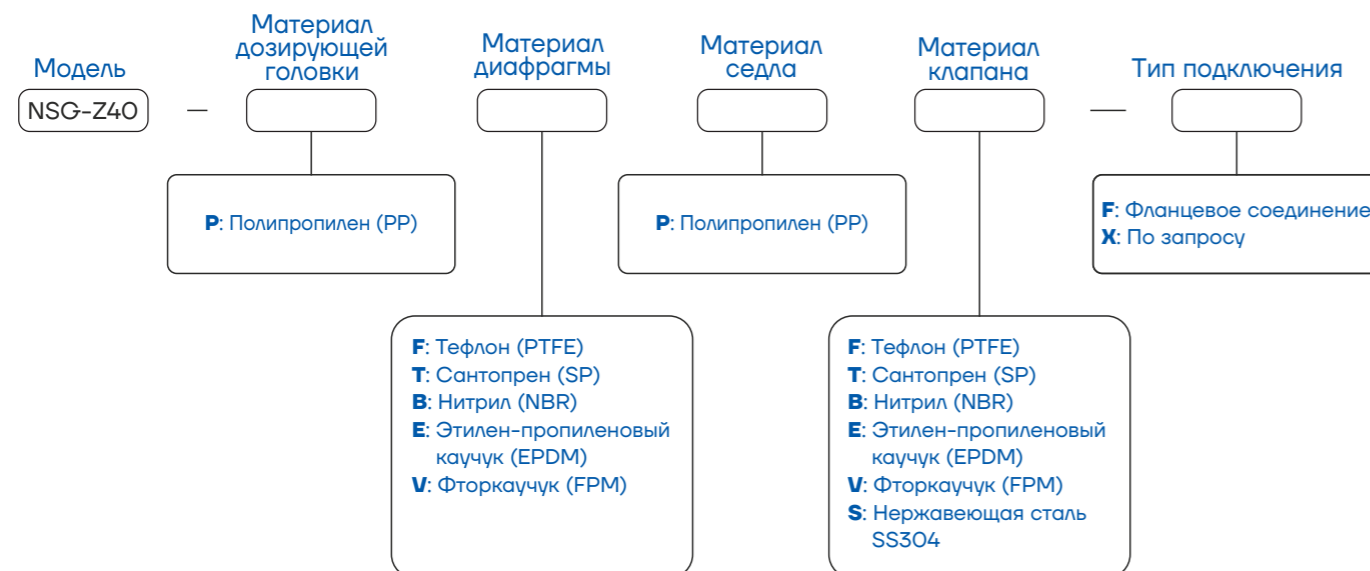 Модель
NSG-Z40
—
Материал
дозирующей
головки
Материал
диафрагмы
Материал
седла
Материал
клапана
—
Тип подключения
P: Полипропилен (PP)
P: Полипропилен (PP)
F: Фланцевое соединение
X: По запросу
F: Тефлон (PTFE)
T: Сантопрен (SP)
B: Нитрил (NBR)
E: Этилен-пропиленовый
каучук (EPDM)
V: Фторкаучук (FPM)
F: Тефлон (PTFE)
T: Сантопрен (SP)
B: Нитрил (NBR)
E: Этилен-пропиленовый
каучук (EPDM)
V: Фторкаучук (FPM)
S: Нержавеющая сталь
SS304